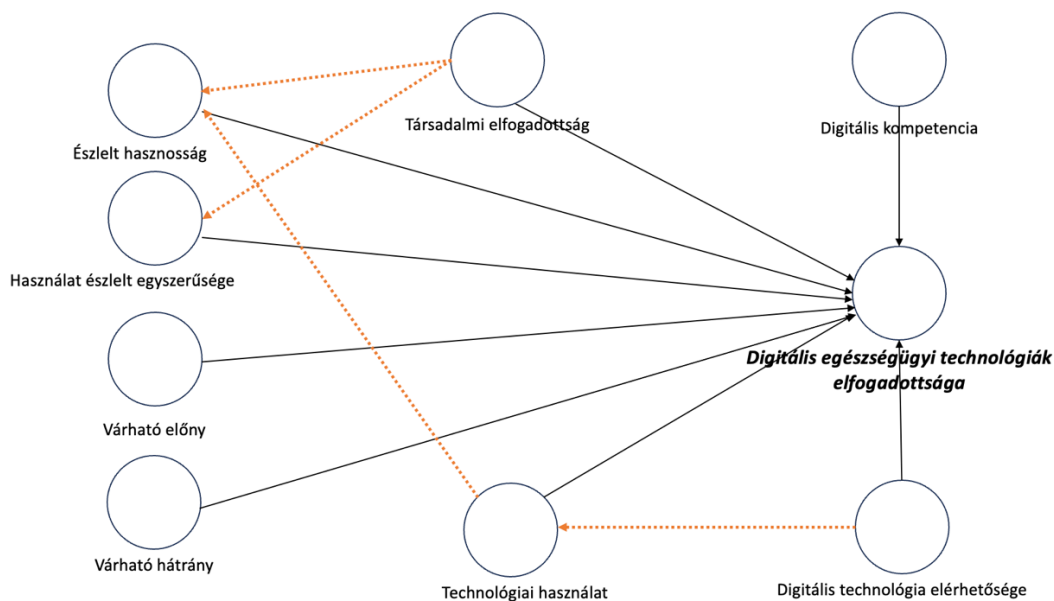 Észlelt hasznosság
Társadalmi elfogadottság
Digitális kompetencia
Használat észlelt egyszerűsége
Digitális egészségügyi technológiák
elfogadottsága
Várható előny
Várható hátrány
Technológiai használat
Digitális technológia elérhetősége